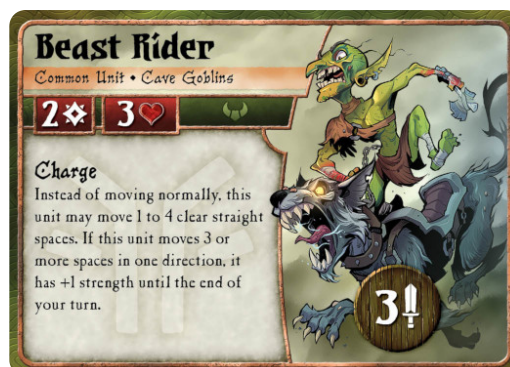 Beast Rider
Common Unit • Cave Goblins
2 3
Charge
Instead of moving normally, this
unit may move 1 to 4 clear straight
spaces. If this unit moves 3 or
more spaces in one direction, it
has +1 strength until the end of
your turn.
3